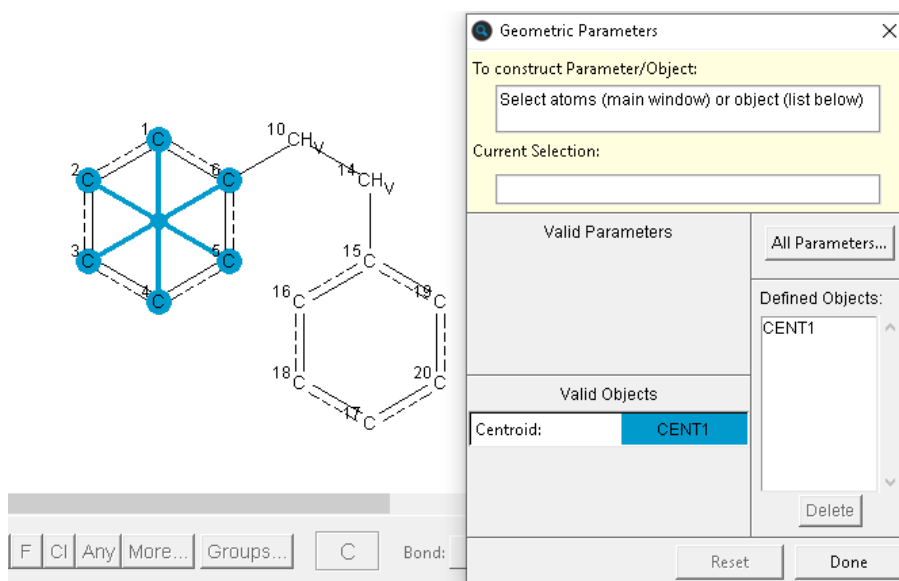 Geometric Parameters
To construct Parameter/Object:
Select atoms (main window) or object (list below)
Current Selection:
Valid Parameters
All Parameters...
Defined Objects:
CENT1
Valid Objects
Centroid: CENT1
Delete
Reset Done
1 C
2 C
6 C
10 CHV
14 CHV
3 C
5 C
4 C
15 C
16 C
19 C
18 C
20 C
17 C
F Cl Any More... Groups... C Bond: